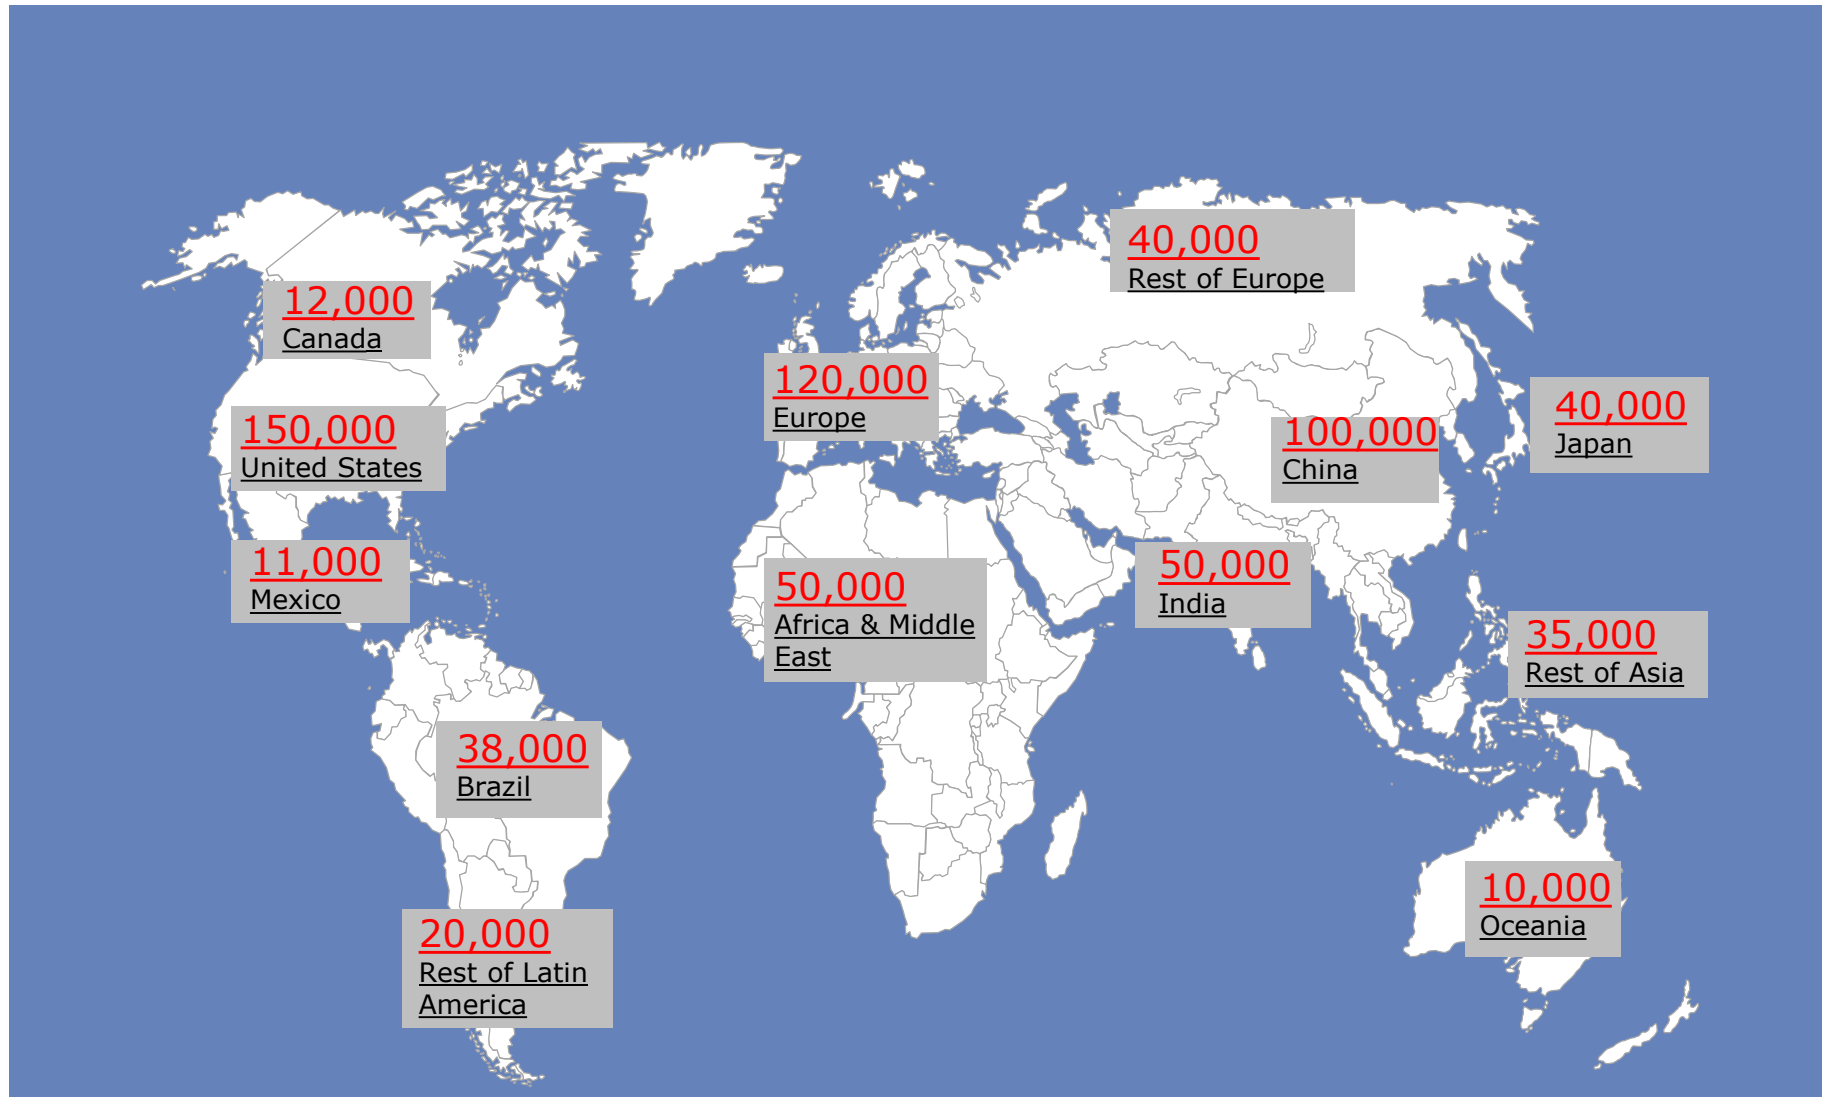 40,000
Rest of Europe
12,000
Canada
120,000
Europe
40,000
Japan
150,000
United States
100,000
China
11,000
Mexico
50,000
Africa & Middle
East
50,000
India
35,000
Rest of Asia
38,000
Brazil
10,000
Oceania
20,000
Rest of Latin
America